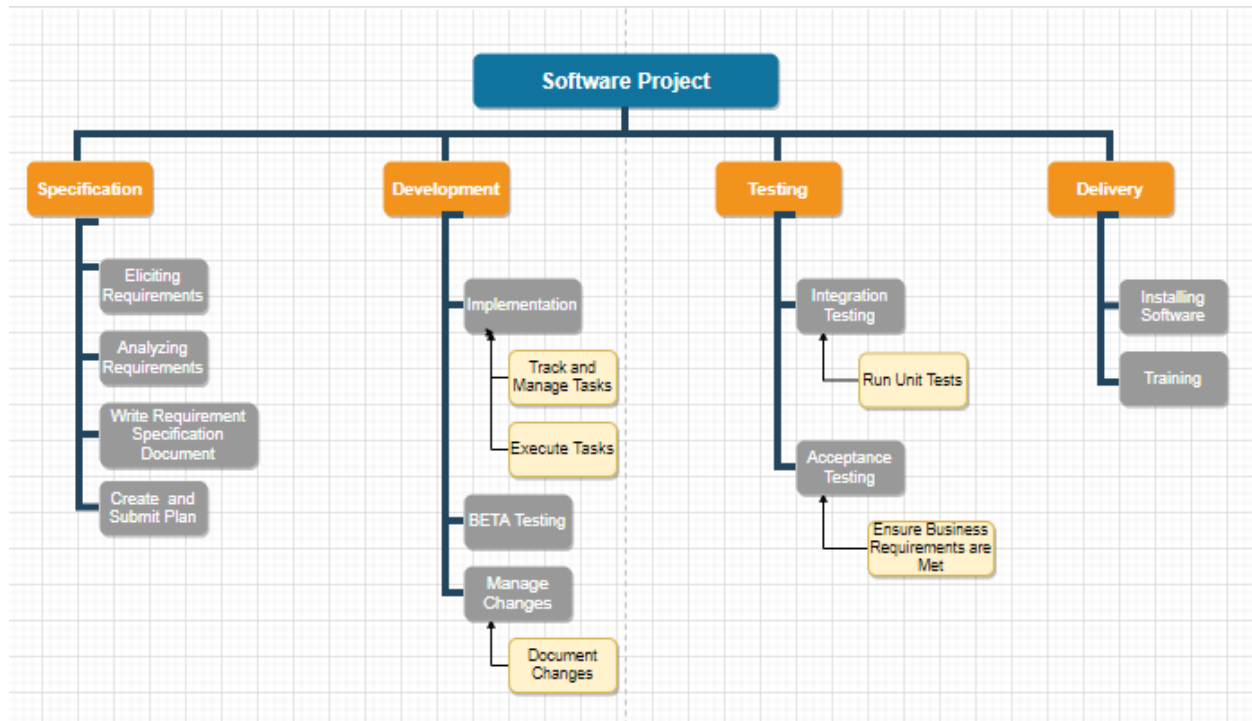 Software Project
Specification
Development
Testing
Delivery
Eliciting
Requirements
Analyzing
Requirements
Write Requirement
Specification
Document
Create and
Submit Plan
Implementation
Track and
Manage Tasks
Execute Tasks
BETA Testing
Manage
Changes
Document
Changes
Integration
Testing
Run Unit Tests
Acceptance
Testing
Ensure Business
Requirements are
Met
Installing
Software
Training